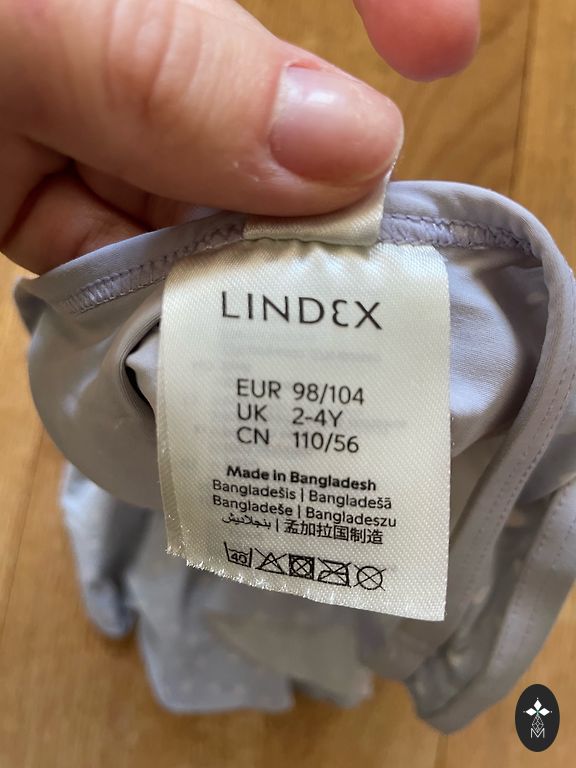 LINDEX
EUR 98/104
UK 2-4Y
CN 110/56
Made in Bangladesh
Bangladešis | Bangladešā
Bangladeše | Bangladeszu
بنجلاديش | 孟加拉国制造
40
M